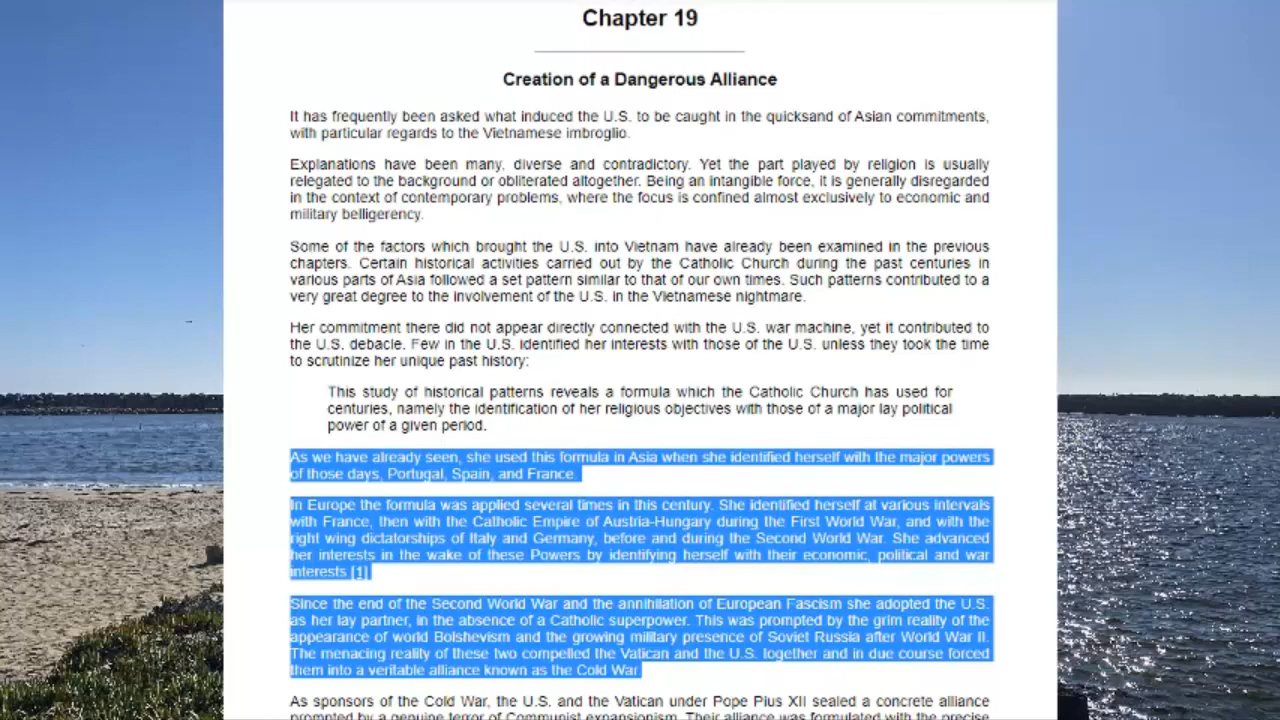 Chapter 19
Creation of a Dangerous Alliance
It has frequently been asked what induced the U.S. to be caught in the quicksand of Asian commitments,
with particular regards to the Vietnamese imbroglio.
Explanations have been many, diverse and contradictory. Yet the part played by religion is usually
relegated to the background or obliterated altogether. Being an intangible force, it is generally disregarded
in the context of contemporary problems, where the focus is confined almost exclusively to economic and
military belligerency.
Some of the factors which brought the U.S. into Vietnam have already been examined in the previous
chapters. Certain historical activities carried out by the Catholic Church during the past centuries in
various parts of Asia followed a set pattern similar to that of our own times. Such patterns contributed to a
very great degree to the involvement of the U.S. in the Vietnamese nightmare.
Her commitment there did not appear directly connected with the U.S. war machine, yet it contributed to
the U.S. debacle. Few in the U.S. identified her interests with those of the U.S. unless they took the time
to scrutinize her unique past history:
This study of historical patterns reveals a formula which the Catholic Church has used for
centuries, namely the identification of her religious objectives with those of a major lay political
power of a given period.
As we have already seen, she used this formula in Asia when she identified herself with the major powers
of those days, Portugal, Spain, and France.
In Europe the formula was applied several times in this century. She identified herself at various intervals
with France, then with the Catholic Empire of Austria-Hungary during the First World War, and with the
right wing dictatorships of Italy and Germany, before and during the Second World War. She advanced
her interests in the wake of these Powers by identifying herself with their economic, political and war
interests [1]
Since the end of the Second World War and the annihilation of European Fascism she adopted the U.S.
as her lay partner, in the absence of a Catholic superpower. This was prompted by the grim reality of the
appearance of world Bolshevism and the growing military presence of Soviet Russia after World War II.
The menacing reality of these two compelled the Vatican and the U.S. together and in due course forced
them into a veritable alliance known as the Cold War
As sponsors of the Cold War, the U.S. and the Vatican under Pope Pius XII sealed a concrete alliance
prompted by a genuine terror of Communist expansionism. Their alliance was formulated with the precise